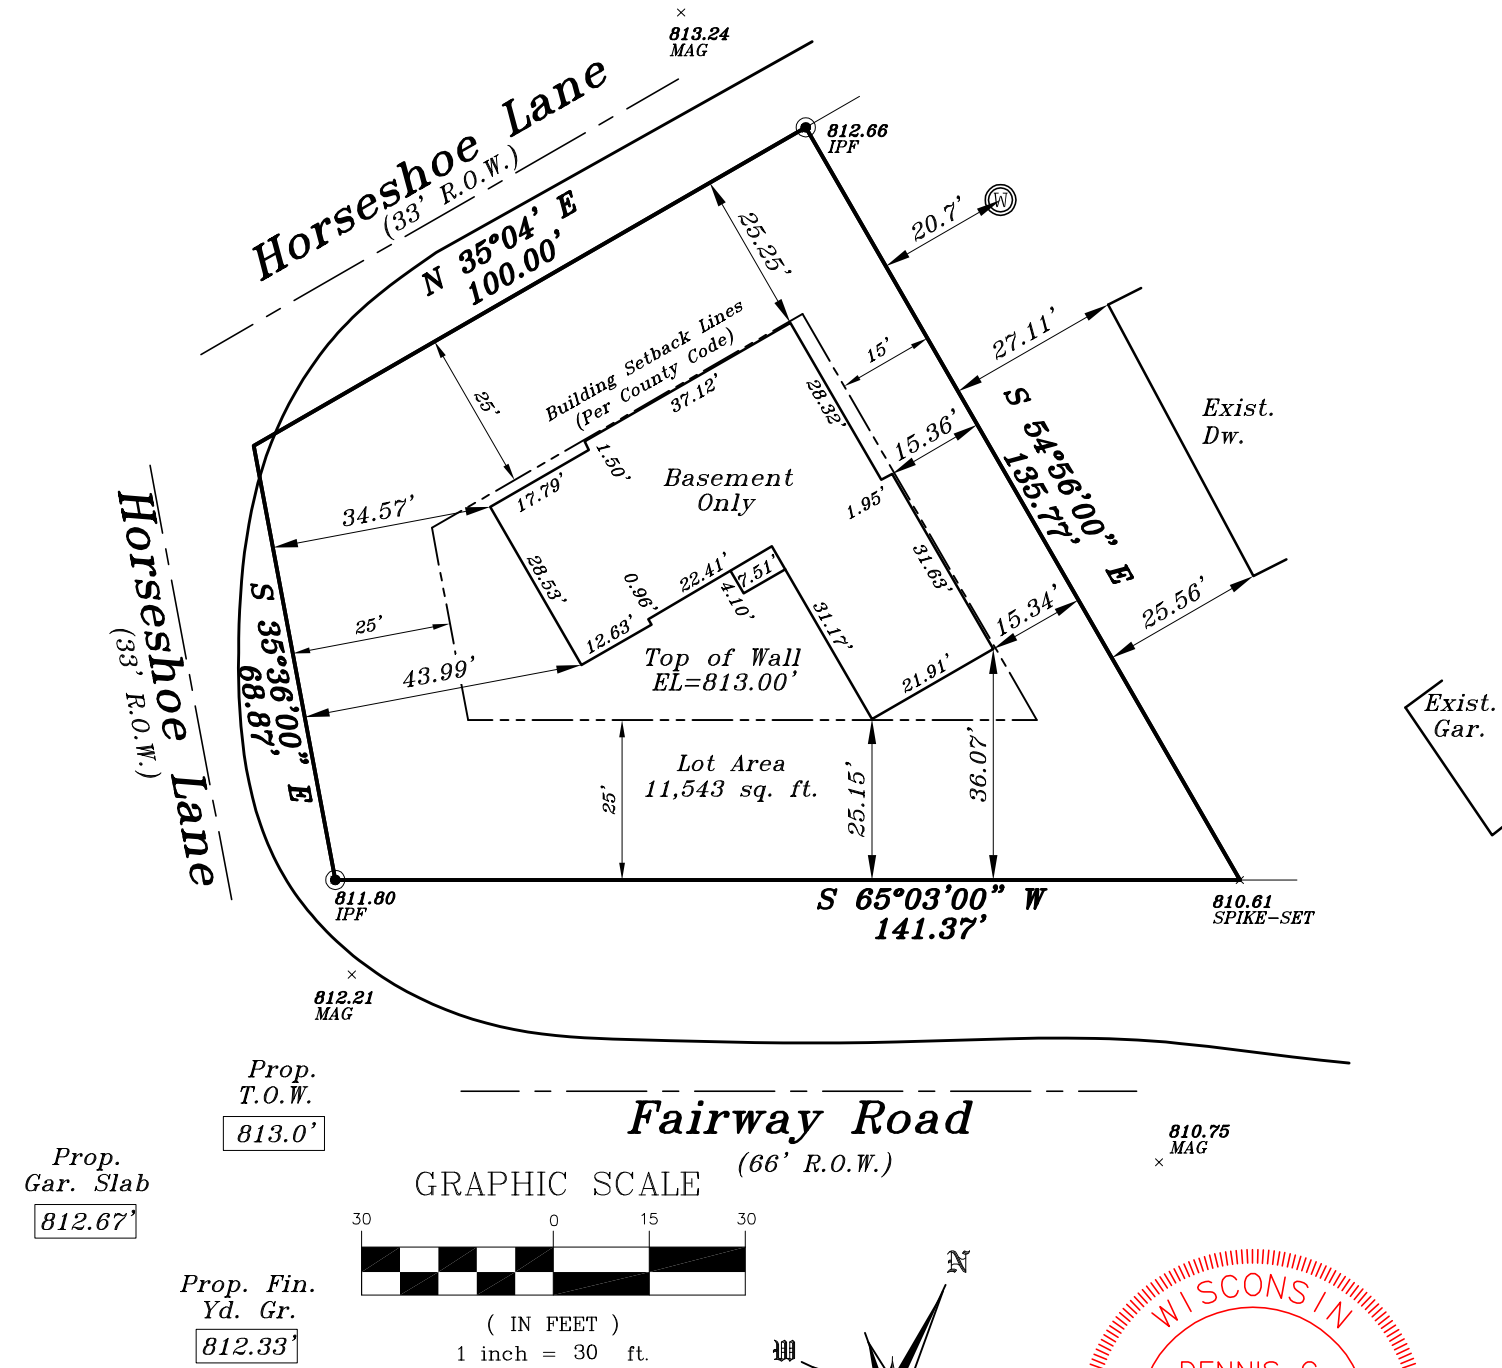 813.24
MAG
Horseshoe Lane
(33' R.O.W.)
812.66
IPF
N 35°04' E
100.00'
25.25'
20.7'
W
27.11'
15'
Building Setback Lines
(Per County Code)
25'
37.12'
28.32'
Exist.
Dw.
15.36'
S 54°56'00" E
135.77'
Basement
Only
1.50'
17.79'
1.95'
34.57'
Horseshoe Lane
(33' R.O.W.)
S 35°36'00" E
68.87'
28.53'
0.96'
22.41'
7.51'
4.10'
31.63'
31.17'
12.63'
25'
43.99'
15.34'
25.56'
Top of Wall
EL=813.00'
21.91'
Exist.
Gar.
Lot Area
11,543 sq. ft.
25'
25.15'
36.07'
811.80
IPF
S 65°03'00" W
141.37'
810.61
SPIKE-SET
812.21
MAG
Prop.
T.O.W.
813.0'
Fairway Road
(66' R.O.W.)
810.75
MAG
Prop.
Gar. Slab
812.67'
GRAPHIC SCALE
30 0 15 30
( IN FEET )
1 inch = 30 ft.
Prop. Fin.
Yd. Gr.
812.33'
N
WISCONSIN